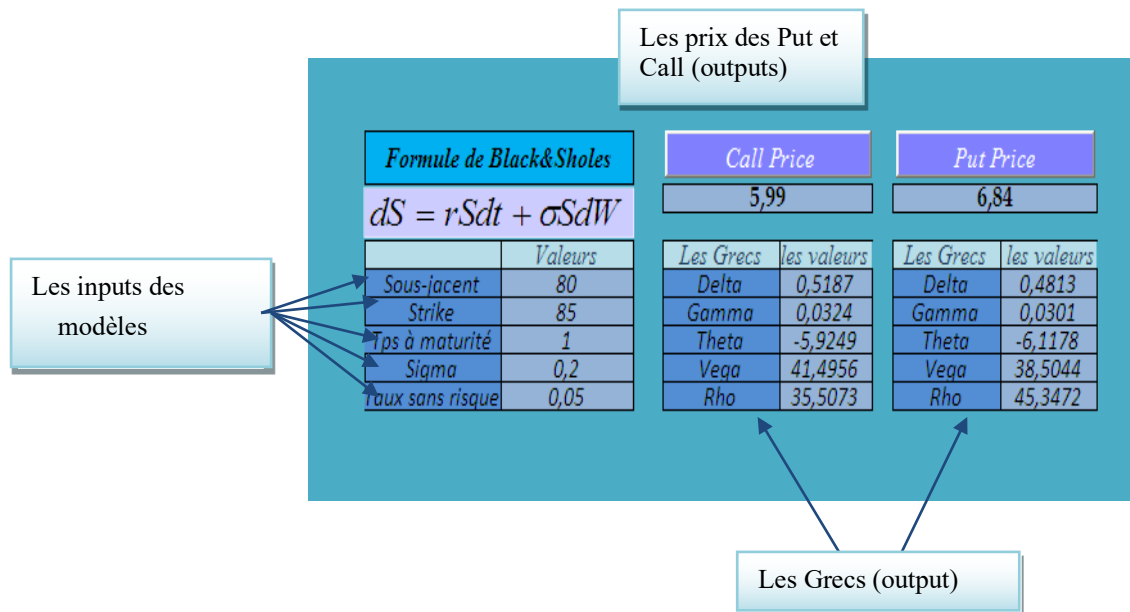 Les prix des Put et
Call (outputs)
Formule de Black&Sholes
Call Price
Put Price
5,99
6,84
dS = rSdt + σSdW
Valeurs
Les Grecs les valeurs
Les Grecs les valeurs
Sous-jacent 80
Delta 0,5187
Delta 0,4813
Strike 85
Gamma 0,0324
Gamma 0,0301
Tps à maturité 1
Theta -5,9249
Theta -6,1178
Sigma 0,2
Vega 41,4956
Vega 38,5044
Taux sans risque 0,05
Rho 35,5073
Rho 45,3472
Les inputs des
modèles
Les Grecs (output)